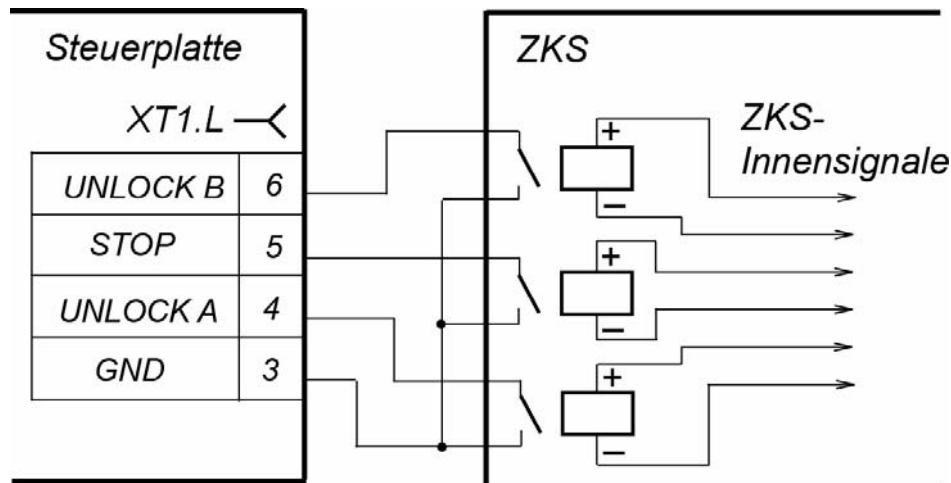 Steuerplatte
XT1.L
UNLOCK B 6
STOP 5
UNLOCK A 4
GND 3
ZKS
ZKS-
Innensignale
+
−
+
−
+
−